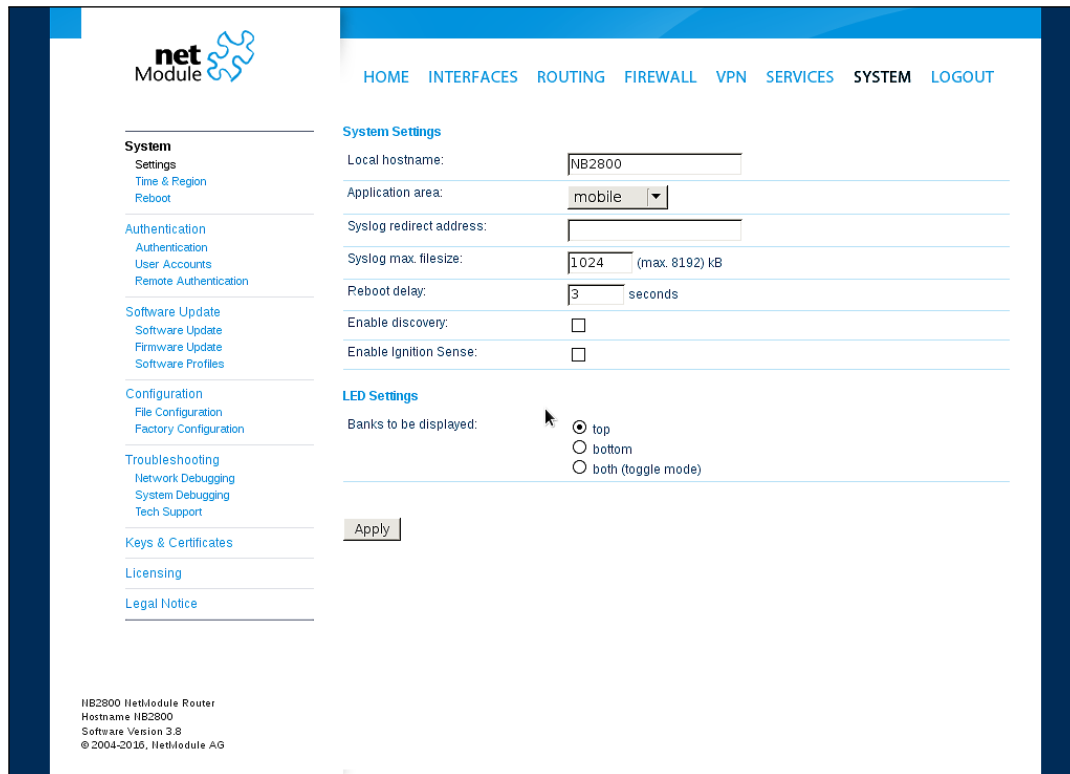 net
Module
HOME INTERFACES ROUTING FIREWALL VPN SERVICES SYSTEM LOGOUT
System
Settings
Time & Region
Reboot
Authentication
Authentication
User Accounts
Remote Authentication
Software Update
Software Update
Firmware Update
Software Profiles
Configuration
File Configuration
Factory Configuration
Troubleshooting
Network Debugging
System Debugging
Tech Support
Keys & Certificates
Licensing
Legal Notice
System Settings
Local hostname: NB2800
Application area: mobile
Syslog redirect address:
Syslog max. filesize: 1024 (max. 8192) kB
Reboot delay: 3 seconds
Enable discovery:
Enable Ignition Sense:
LED Settings
Banks to be displayed: top
bottom
both (toggle mode)
Apply
NB2800 NetModule Router
Hostname NB2800
Software Version 3.8
© 2004-2016, NetModule AG